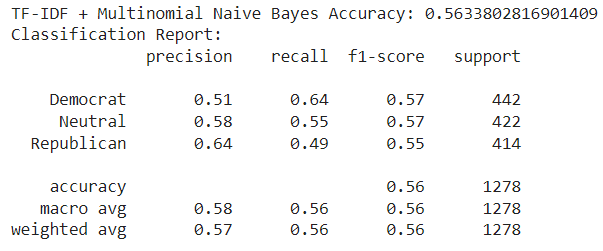 TF-IDF + Multinomial Naive Bayes Accuracy: 0.5633802816901409
Classification Report:
precision recall f1-score support
Democrat 0.51 0.64 0.57 442
Neutral 0.58 0.55 0.57 422
Republican 0.64 0.49 0.55 414
accuracy 0.56 1278
macro avg 0.58 0.56 0.56 1278
weighted avg 0.57 0.56 0.56 1278